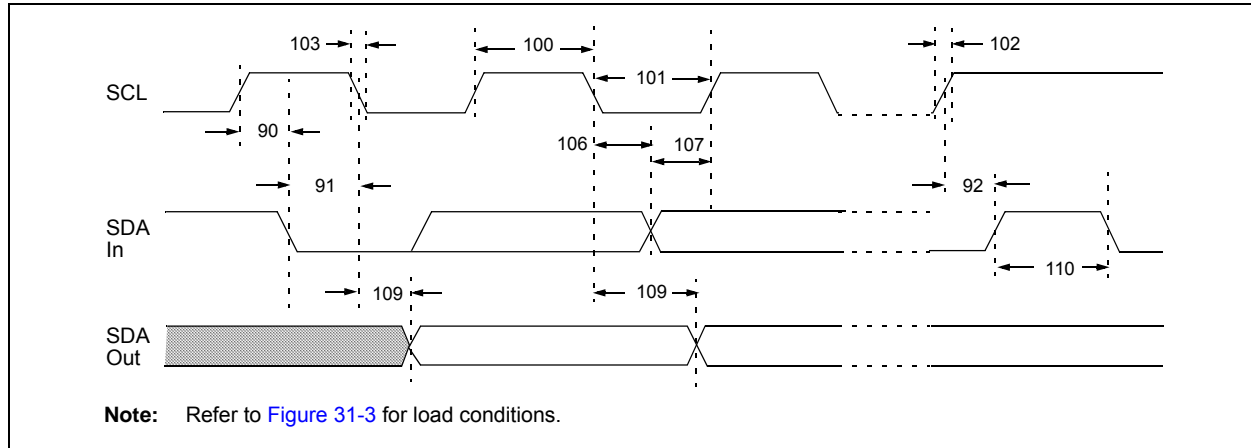 103
100
102
101
SCL
90
106
107
91
92
SDA
In
109
109
110
SDA
Out
Note: Refer to Figure 31-3 for load conditions.